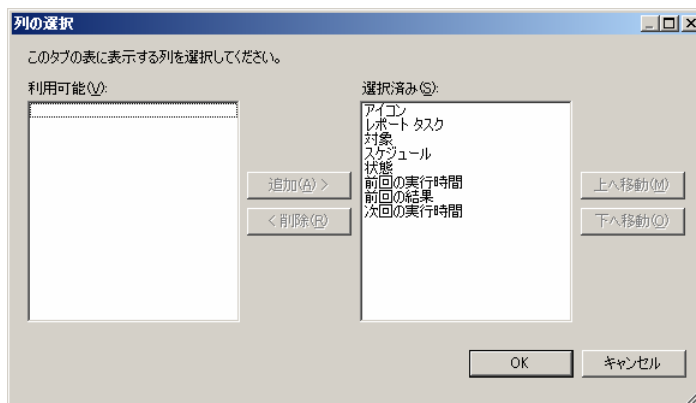 列の選択
このタブの表に表示する列を選択してください。
利用可能(V):
選択済み(S):
アイコン
レポート タスク
対象
スケジュール
状態
前回の実行時間
前回の結果
次回の実行時間
追加(A) >
< 削除(R)
上へ移動(M)
下へ移動(O)
OK
キャンセル